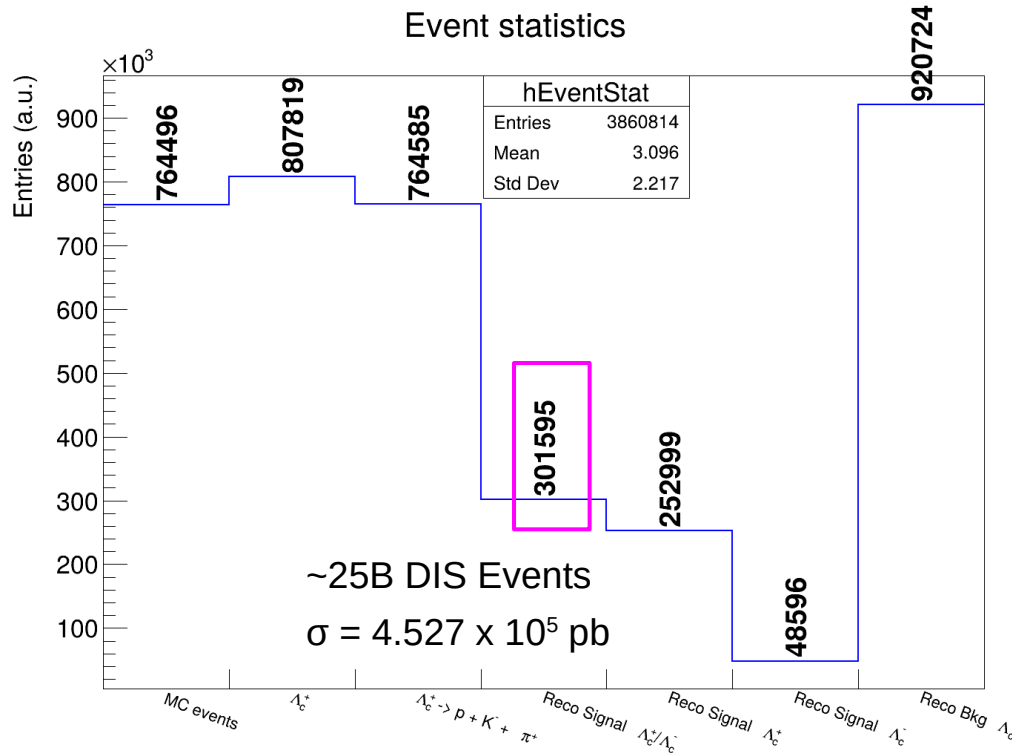 Event statistics
×10³
Entries (a.u.)
900
800
700
600
500
400
300
200
100
764496
807819
764585
301595
252999
48596
920724
hEventStat
Entries 3860814
Mean 3.096
Std Dev 2.217
~25B DIS Events
σ = 4.527 x 10⁵ pb
MC events
Λc⁺
Λc⁺ -> p + K⁻ + π⁺
Reco Signal Λc⁺/Λc⁻
Reco Signal Λc⁺
Reco Signal Λc⁻
Reco Bkg